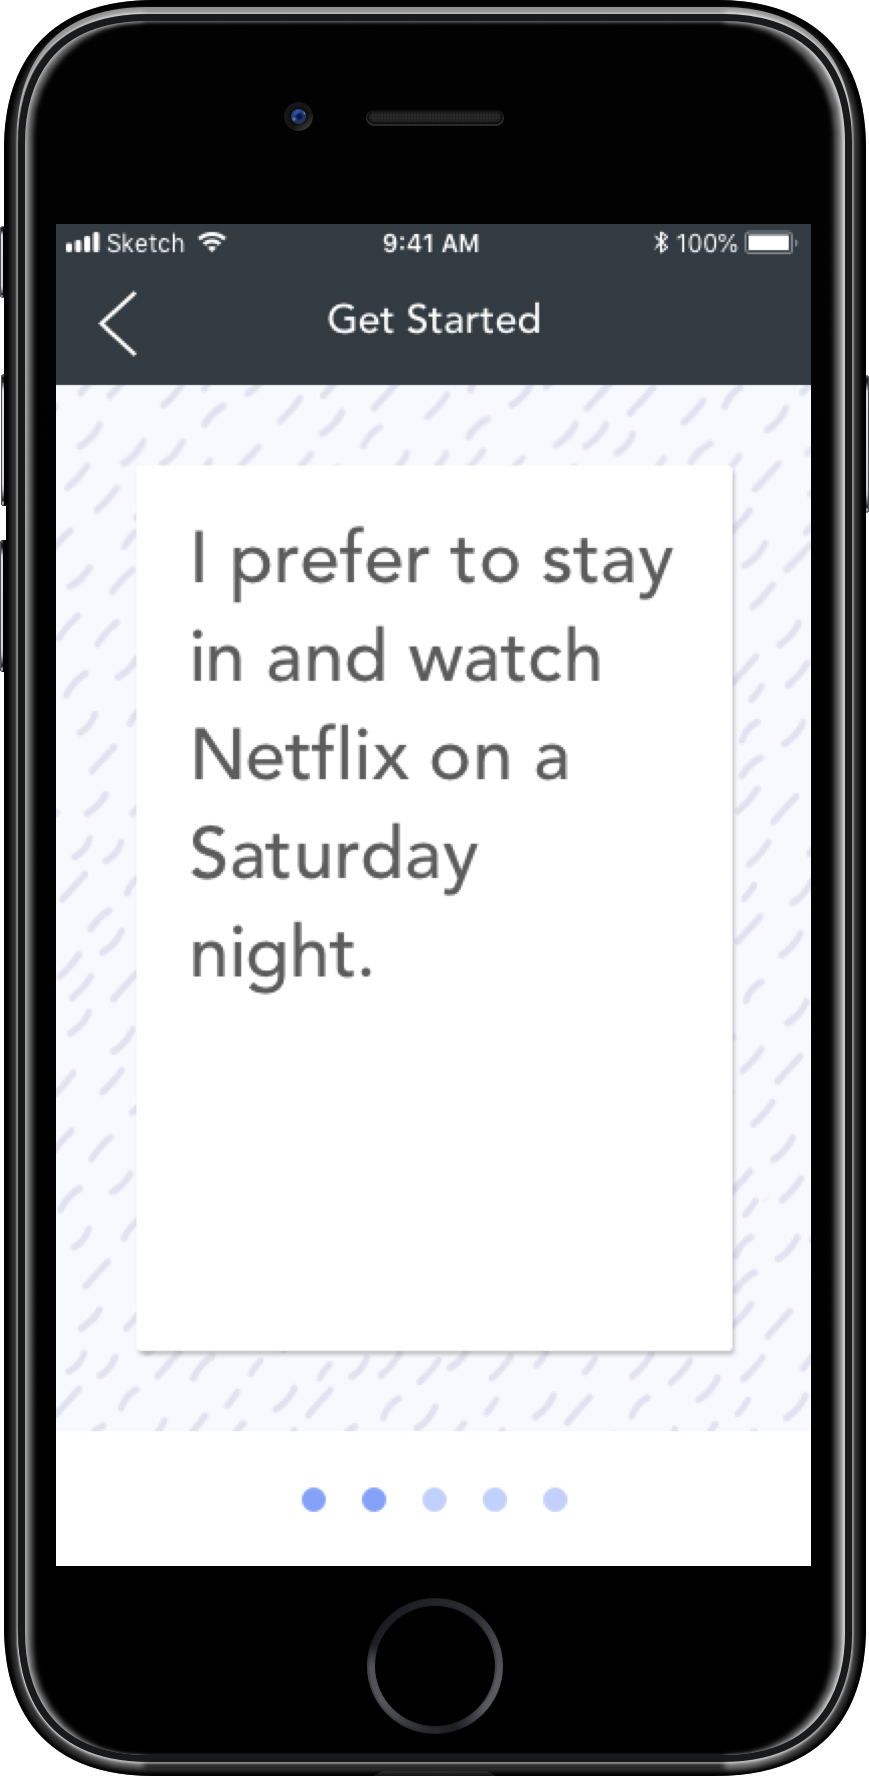 Sketch 9:41 AM 100%
Get Started
I prefer to stay
in and watch
Netflix on a
Saturday
night.